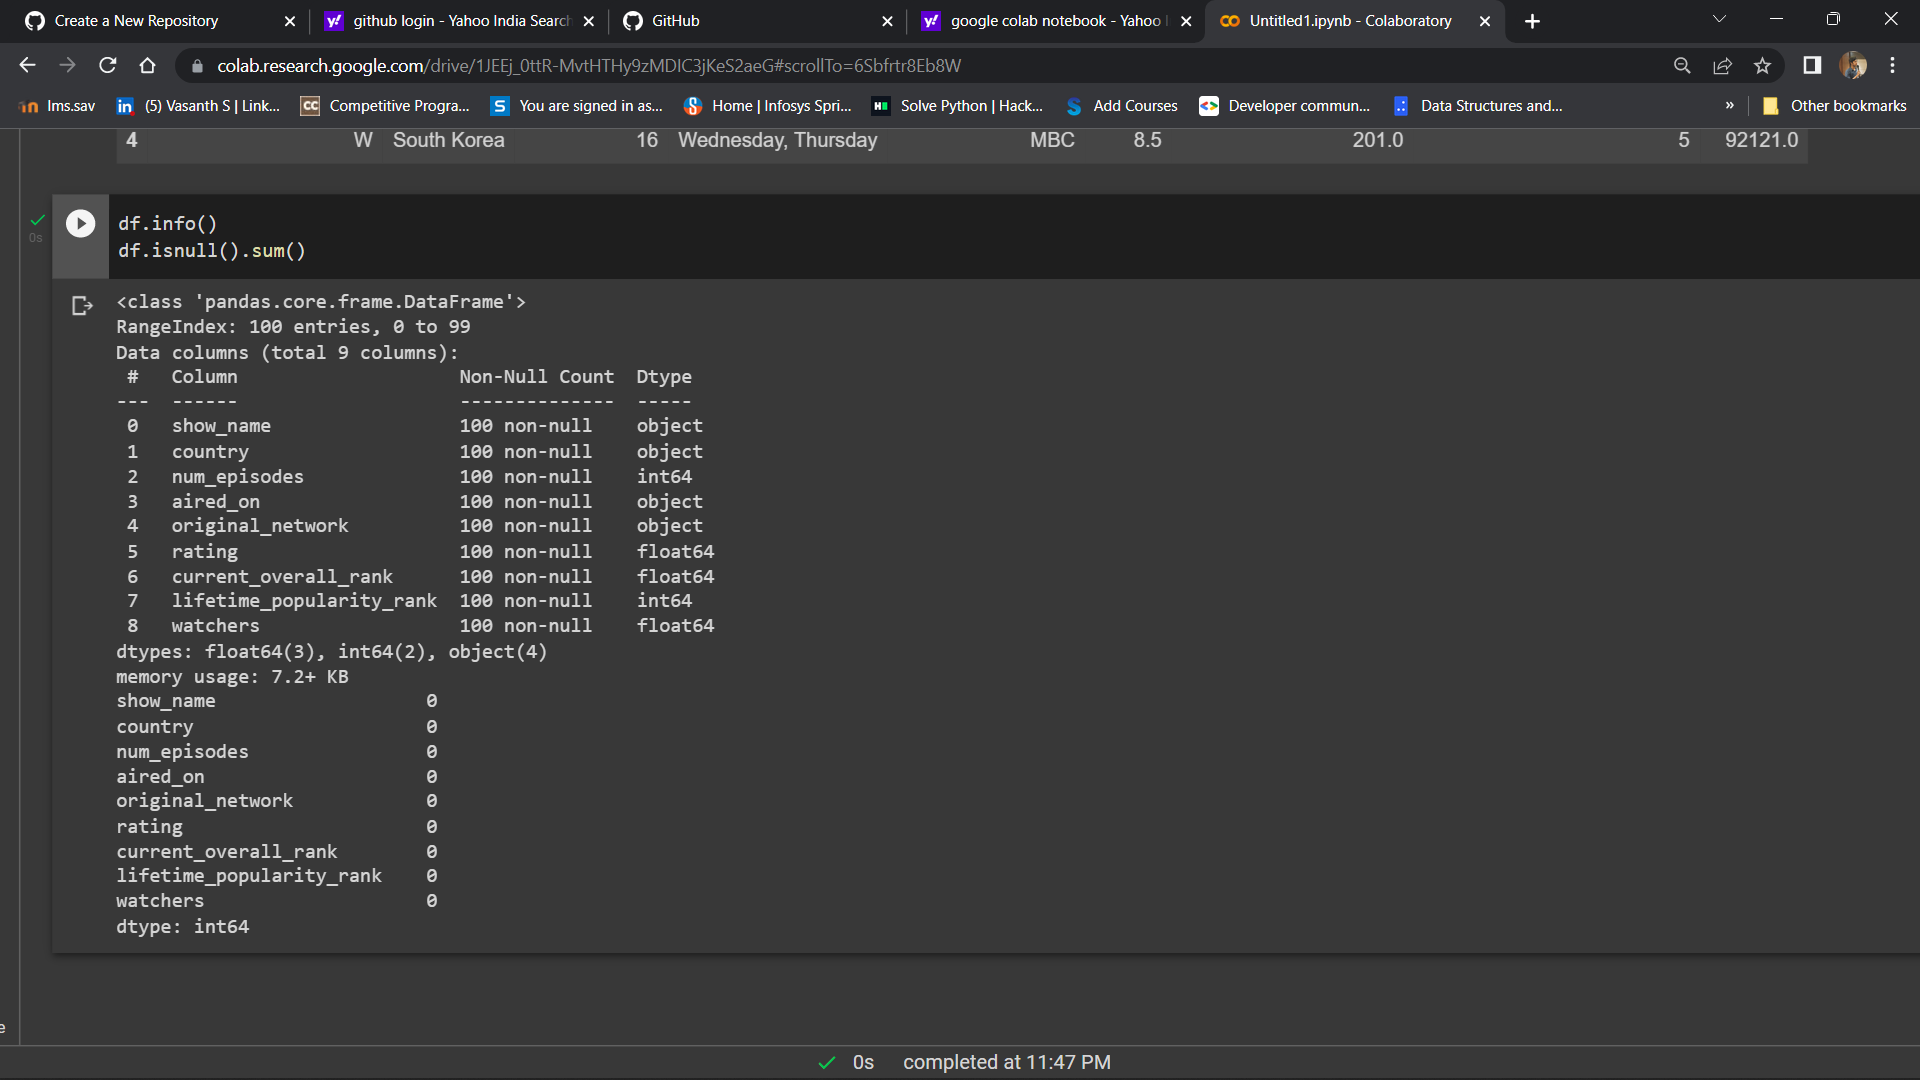 Create a New Repository
github login - Yahoo India Search
GitHub
google colab notebook - Yahoo
Untitled1.ipynb - Colaboratory
colab.research.google.com/drive/1JEEj_0ttR-MvtHTHy9zMDIC3jKeS2aeG#scrollTo=6Sbfrtr8Eb8W
lms.sav
(5) Vasanth S | Link...
CC Competitive Progra...
You are signed in as...
Home | Infosys Spri...
Solve Python | Hack...
Add Courses
Developer commun...
Data Structures and...
»
Other bookmarks
4 W South Korea 16 Wednesday, Thursday MBC 8.5 201.0 5 92121.0
0s
df.info()
df.isnull().sum()
<class 'pandas.core.frame.DataFrame'>
RangeIndex: 100 entries, 0 to 99
Data columns (total 9 columns):
# Column Non-Null Count Dtype
--- ------ -------------- -----
0 show_name 100 non-null object
1 country 100 non-null object
2 num_episodes 100 non-null int64
3 aired_on 100 non-null object
4 original_network 100 non-null object
5 rating 100 non-null float64
6 current_overall_rank 100 non-null float64
7 lifetime_popularity_rank 100 non-null int64
8 watchers 100 non-null float64
dtypes: float64(3), int64(2), object(4)
memory usage: 7.2+ KB
show_name 0
country 0
num_episodes 0
aired_on 0
original_network 0
rating 0
current_overall_rank 0
lifetime_popularity_rank 0
watchers 0
dtype: int64
e
0s completed at 11:47 PM